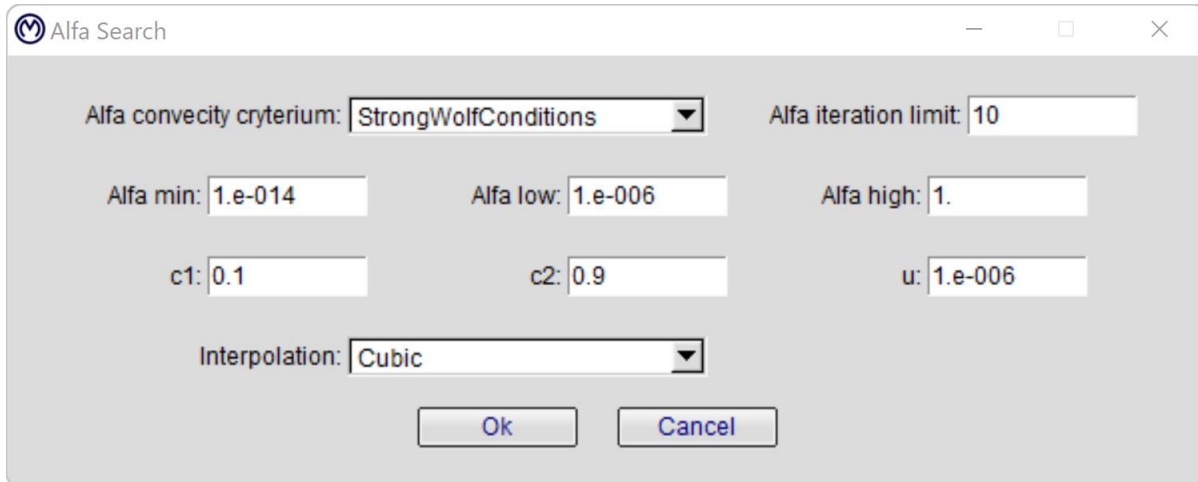 Alfa Search
Alfa convecity cryterium: StrongWolfConditions Alfa iteration limit: 10
Alfa min: 1.e-014 Alfa low: 1.e-006 Alfa high: 1.
c1: 0.1 c2: 0.9 u: 1.e-006
Interpolation: Cubic
Ok Cancel